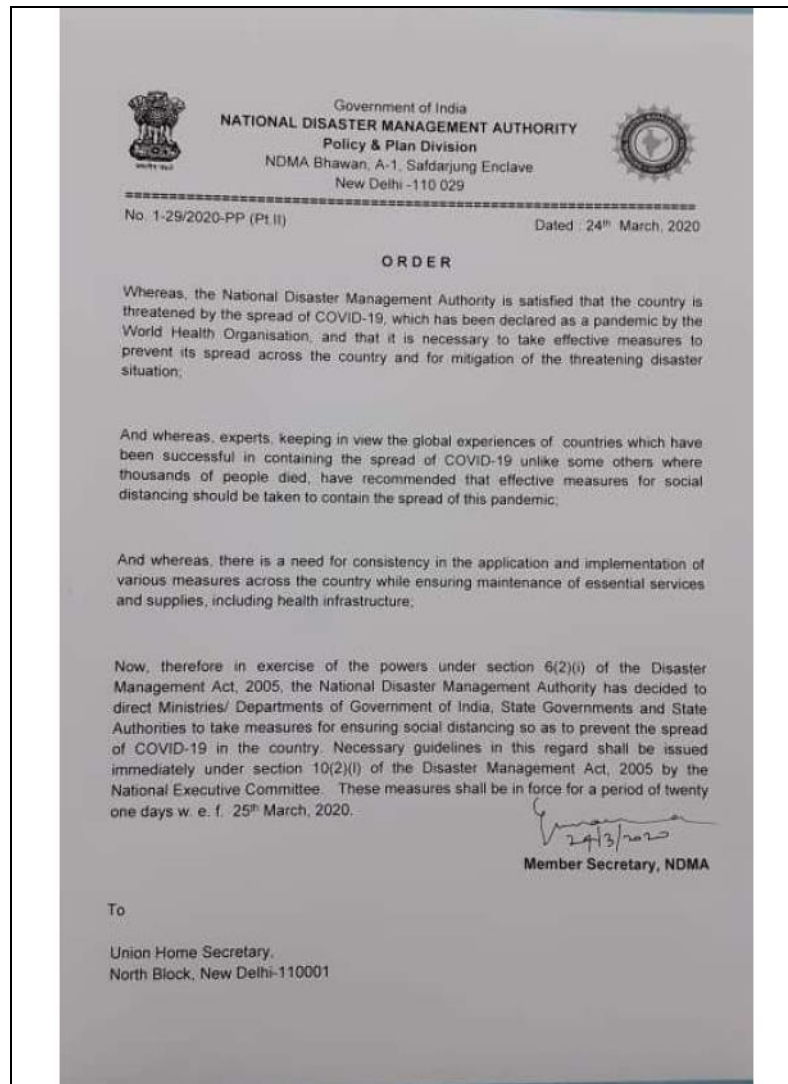 Government of India
NATIONAL DISASTER MANAGEMENT AUTHORITY
Policy & Plan Division
NDMA Bhawan, A-1, Safdarjung Enclave
New Delhi -110 029
No. 1-29/2020-PP (Pt.II)
Dated : 24th March, 2020
ORDER
Whereas, the National Disaster Management Authority is satisfied that the country is
threatened by the spread of COVID-19, which has been declared as a pandemic by the
World Health Organisation, and that it is necessary to take effective measures to
prevent its spread across the country and for mitigation of the threatening disaster
situation;
And whereas, experts, keeping in view the global experiences of countries which have
been successful in containing the spread of COVID-19 unlike some others where
thousands of people died, have recommended that effective measures for social
distancing should be taken to contain the spread of this pandemic;
And whereas, there is a need for consistency in the application and implementation of
various measures across the country while ensuring maintenance of essential services
and supplies, including health infrastructure;
Now, therefore in exercise of the powers under section 6(2)(i) of the Disaster
Management Act, 2005, the National Disaster Management Authority has decided to
direct Ministries/ Departments of Government of India, State Governments and State
Authorities to take measures for ensuring social distancing so as to prevent the spread
of COVID-19 in the country. Necessary guidelines in this regard shall be issued
immediately under section 10(2)(l) of the Disaster Management Act, 2005 by the
National Executive Committee. These measures shall be in force for a period of twenty
one days w. e. f. 25th March, 2020.
24/3/2020
Member Secretary, NDMA
To
Union Home Secretary,
North Block, New Delhi-110001